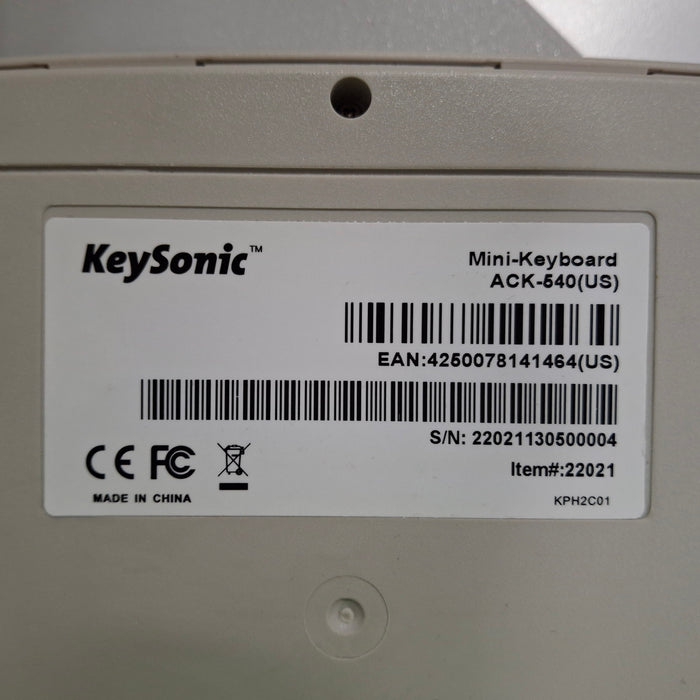 KeySonic™
Mini-Keyboard
ACK-540(US)
EAN:4250078141464(US)
S/N: 22021130500004
CE FC
Item#:22021
MADE IN CHINA
KPH2C01